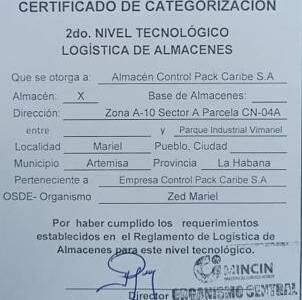 CERTIFICADO DE CATEGORIZACIÓN
2do. NIVEL TECNOLÓGICO
LOGÍSTICA DE ALMACENES
Que se otorga a: Almacén Control Pack Caribe S.A
Almacén: X Base de Almacenes:
Dirección: Zona A-10 Sector A Parcela CN-04A
entre y Parque Industrial Vimariel
Localidad Mariel Pueblo, Ciudad
Municipio Artemisa Provincia La Habana
Perteneciente a Empresa Control Pack Caribe S.A
OSDE- Organismo Zed Mariel
Por haber cumplido los requerimientos
establecidos en el Reglamento de Logística de
Almacenes para este nivel tecnológico.
MINCIN
Director ORGANISMO CENTRAL